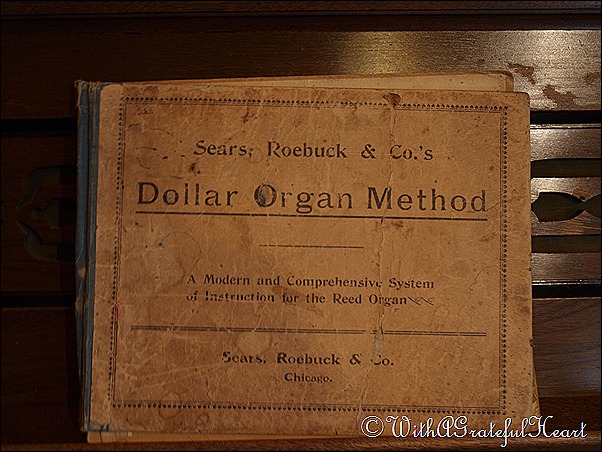 Sears, Roebuck & Co.'s
Dollar Organ Method
A Modern and Comprehensive System
of Instruction for the Reed Organ
Sears, Roebuck & Co.
Chicago.
©WithAGratefulHeart